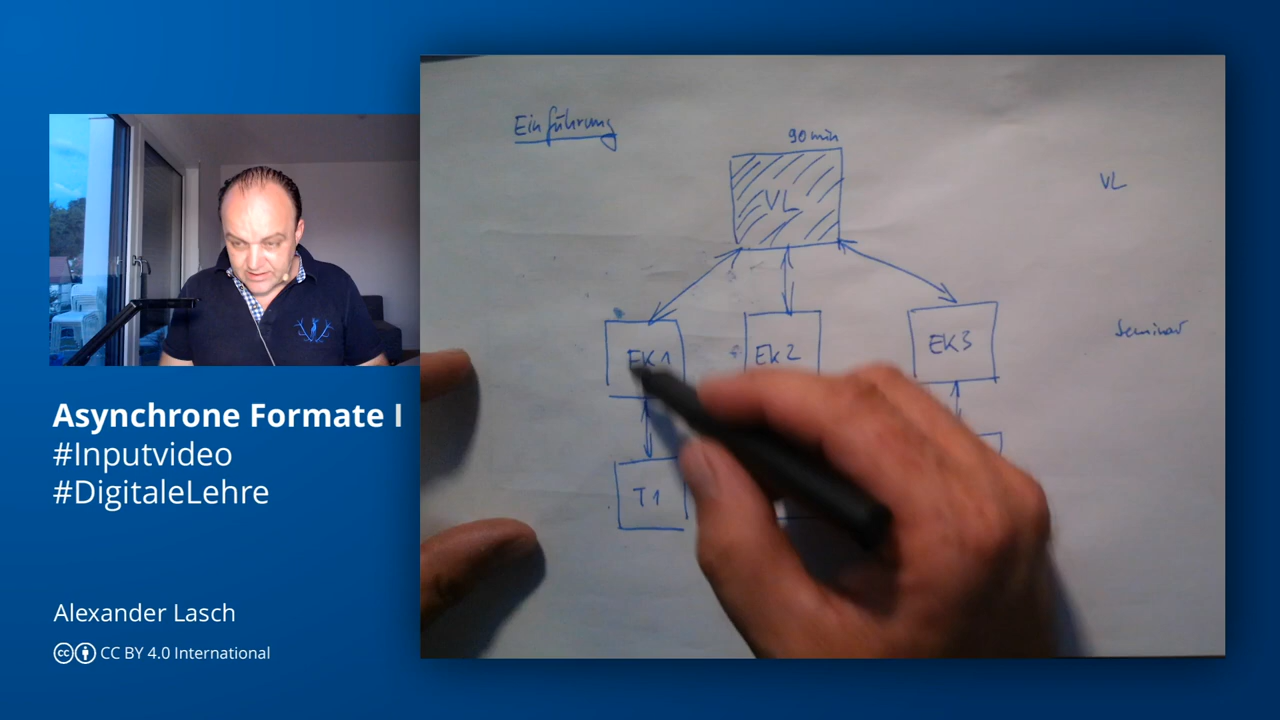 Asynchrone Formate I
#Inputvideo
#DigitaleLehre
Alexander Lasch
CC BY 4.0 International
Einführung
90 min
VL
VL
EK1
EK2
EK3
Seminar
T1